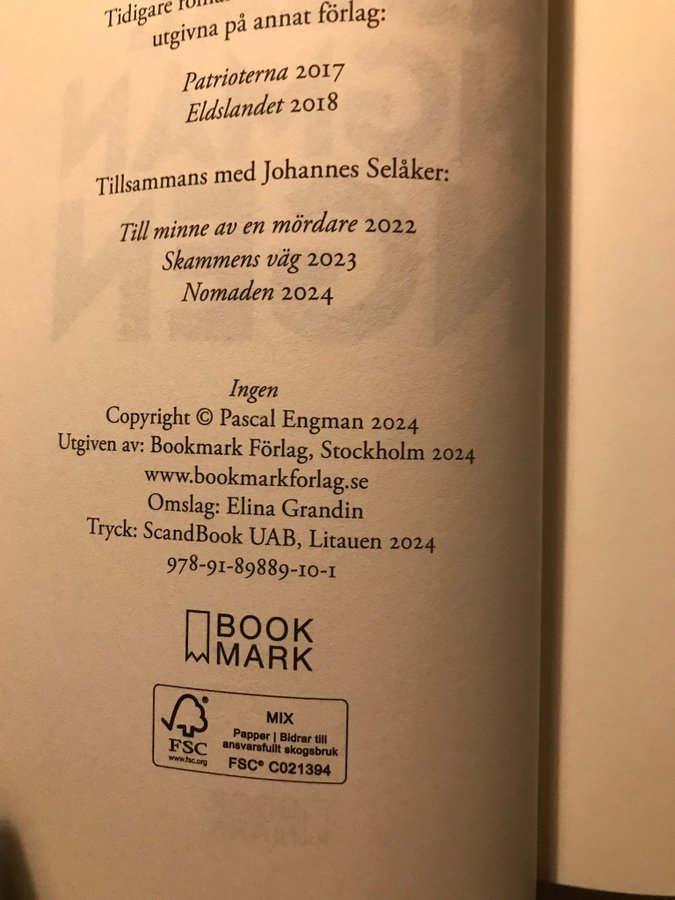 Tidigare
utgivna på annat förlag:
Patrioterna 2017
Eldslandet 2018
Tillsammans med Johannes Selåker:
Till minne av en mördare 2022
Skammens väg 2023
Nomaden 2024
Ingen
Copyright © Pascal Engman 2024
Utgiven av: Bookmark Förlag, Stockholm 2024
www.bookmarkforlag.se
Omslag: Elina Grandin
Tryck: ScandBook UAB, Litauen 2024
978-91-89889-10-1
BOOK
MARK
FSC®
www.fsc.org
MIX
Papper | Bidrar till
ansvarsfullt skogsbruk
FSC® C021394